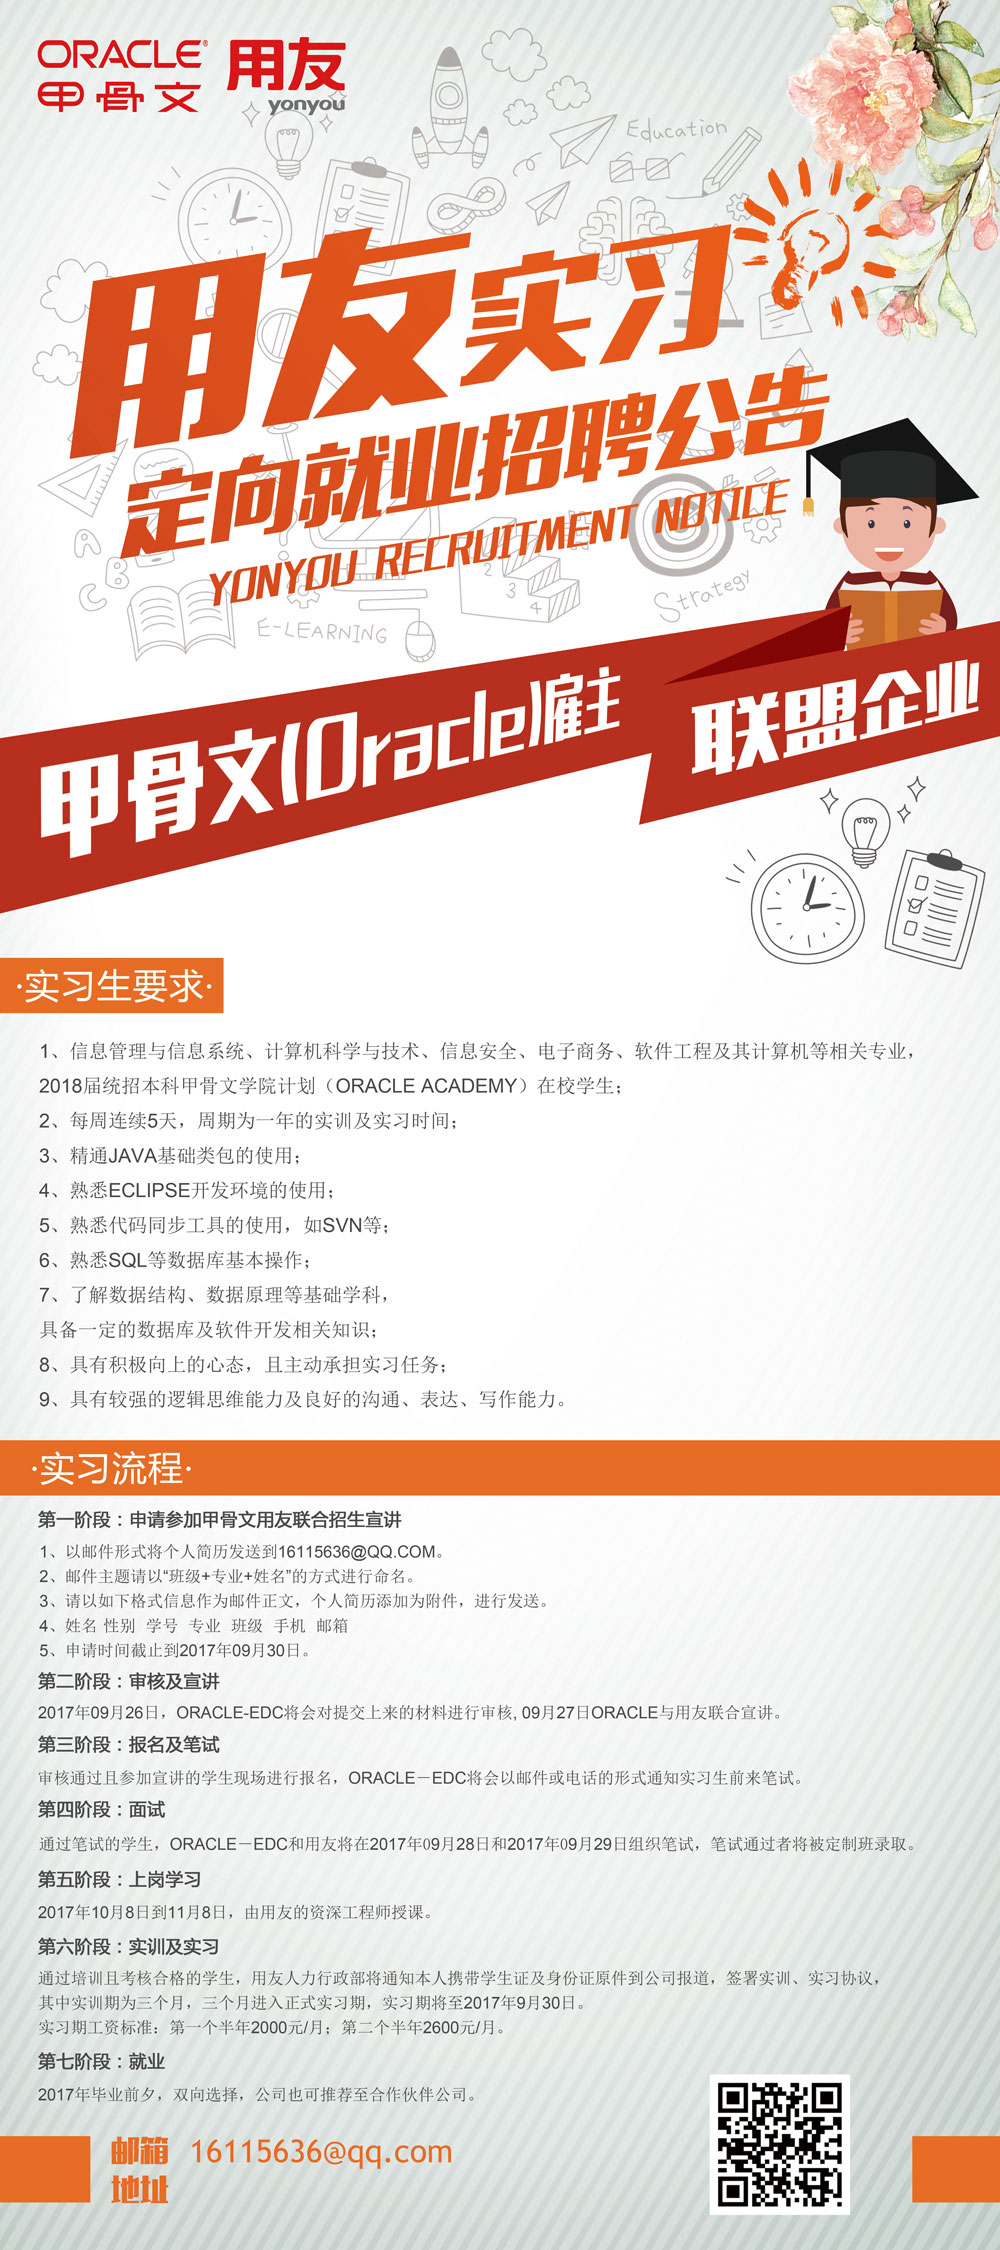 ORACLE®
甲骨文
用友
yonyou
Education
用友实习
定向就业招聘公告
YONYOU RECRUITMENT NOTICE
A
B
C
2
3
4
E-LEARNING
Strategy
甲骨文(Oracle)雇主
联盟企业
·实习生要求·
1、信息管理与信息系统、计算机科学与技术、信息安全、电子商务、软件工程及其计算机等相关专业，
2018届统招本科甲骨文学院计划（ORACLE ACADEMY）在校学生；
2、每周连续5天，周期为一年的实训及实习时间；
3、精通JAVA基础类包的使用；
4、熟悉ECLIPSE开发环境的使用；
5、熟悉代码同步工具的使用，如SVN等；
6、熟悉SQL等数据库基本操作；
7、了解数据结构、数据原理等基础学科，
具备一定的数据库及软件开发相关知识；
8、具有积极向上的心态，且主动承担实习任务；
9、具有较强的逻辑思维能力及良好的沟通、表达、写作能力。
·实习流程·
第一阶段：申请参加甲骨文用友联合招生宣讲
1、以邮件形式将个人简历发送到16115636@QQ.COM。
2、邮件主题请以“班级+专业+姓名”的方式进行命名。
3、请以如下格式信息作为邮件正文，个人简历添加为附件，进行发送。
4、姓名 性别 学号 专业 班级 手机 邮箱
5、申请时间截止到2017年09月30日。
第二阶段：审核及宣讲
2017年09月26日，ORACLE-EDC将会对提交上来的材料进行审核, 09月27日ORACLE与用友联合宣讲。
第三阶段：报名及笔试
审核通过且参加宣讲的学生现场进行报名，ORACLE－EDC将会以邮件或电话的形式通知实习生前来笔试。
第四阶段：面试
通过笔试的学生，ORACLE－EDC和用友将在2017年09月28日和2017年09月29日组织笔试，笔试通过者将被定制班录取。
第五阶段：上岗学习
2017年10月8日到11月8日，由用友的资深工程师授课。
第六阶段：实训及实习
通过培训且考核合格的学生，用友人力行政部将通知本人携带学生证及身份证原件到公司报道，签署实训、实习协议，
其中实训期为三个月，三个月进入正式实习期，实习期将至2017年9月30日。
实习期工资标准：第一个半年2000元/月；第二个半年2600元/月。
第七阶段：就业
2017年毕业前夕，双向选择，公司也可推荐至合作伙伴公司。
邮箱
地址
16115636@qq.com